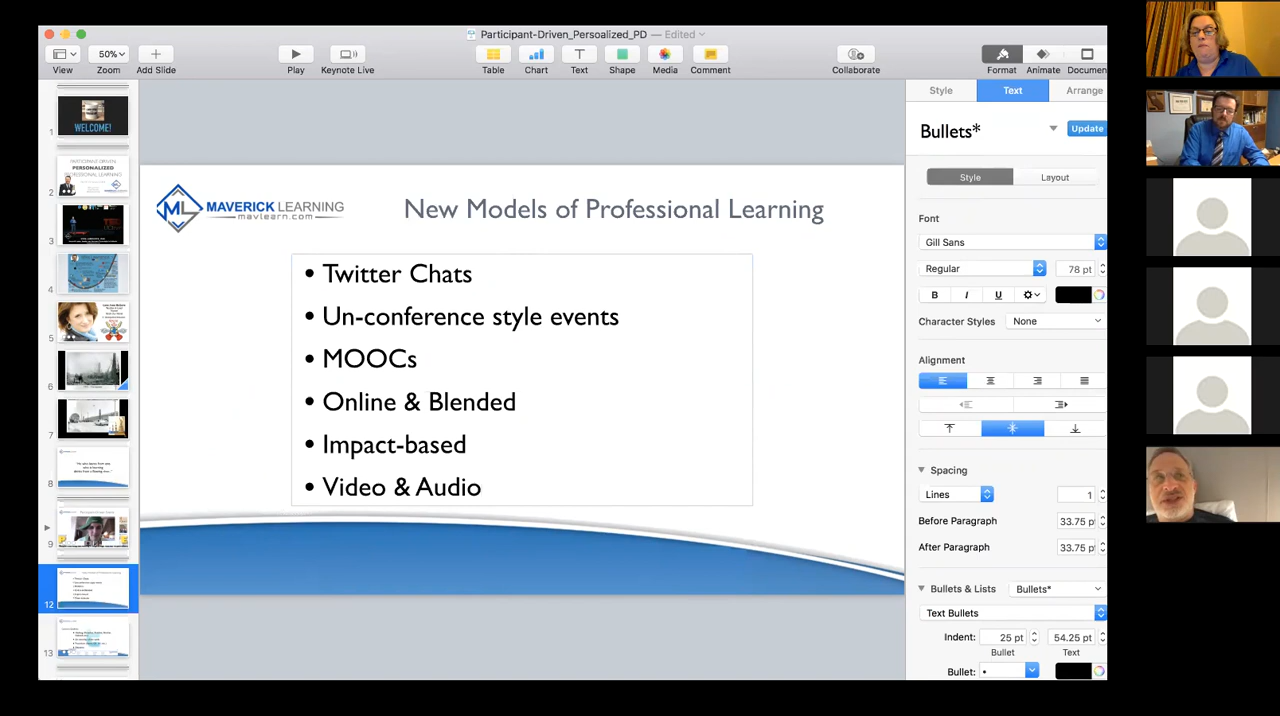 Participant-Driven_Persoalized_PD — Edited
50%
View
Zoom
Add Slide
Play
Keynote Live
Table
Chart
Text
Shape
Media
Comment
Collaborate
Format
Animate
Documen
1
WELCOME!
2
PERSONALIZED
3
4
5
6
7
8
9
12
13
ML MAVERICK LEARNING
mavlearn.com
New Models of Professional Learning
• Twitter Chats
• Un-conference style events
• MOOCs
• Online & Blended
• Impact-based
• Video & Audio
Style
Text
Arrange
Bullets*
Update
Style
Layout
Font
Gill Sans
Regular
78 pt
B
I
U
Character Styles
None
Alignment
Spacing
Lines
1
Before Paragraph
33.75 p
After Paragraph
33.75 p
Bullets & Lists
Bullets*
Text Bullets
Indent:
25 pt
54.25 pt
Bullet
Text
Bullet:
•